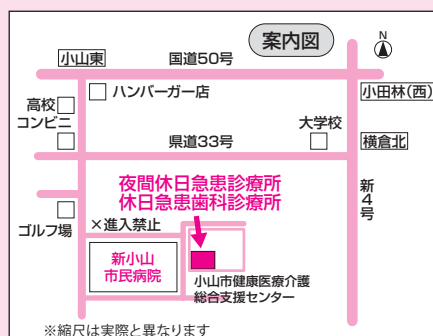 案内図
N
小山東
国道50号
ハンバーガー店
小田林(西)
高校
コンビニ
県道33号
大学校
横倉北
夜間休日急患診療所
休日急患歯科診療所
新4号
ゴルフ場
×進入禁止
新小山
市民病院
小山市健康医療介護
総合支援センター
※縮尺は実際と異なります